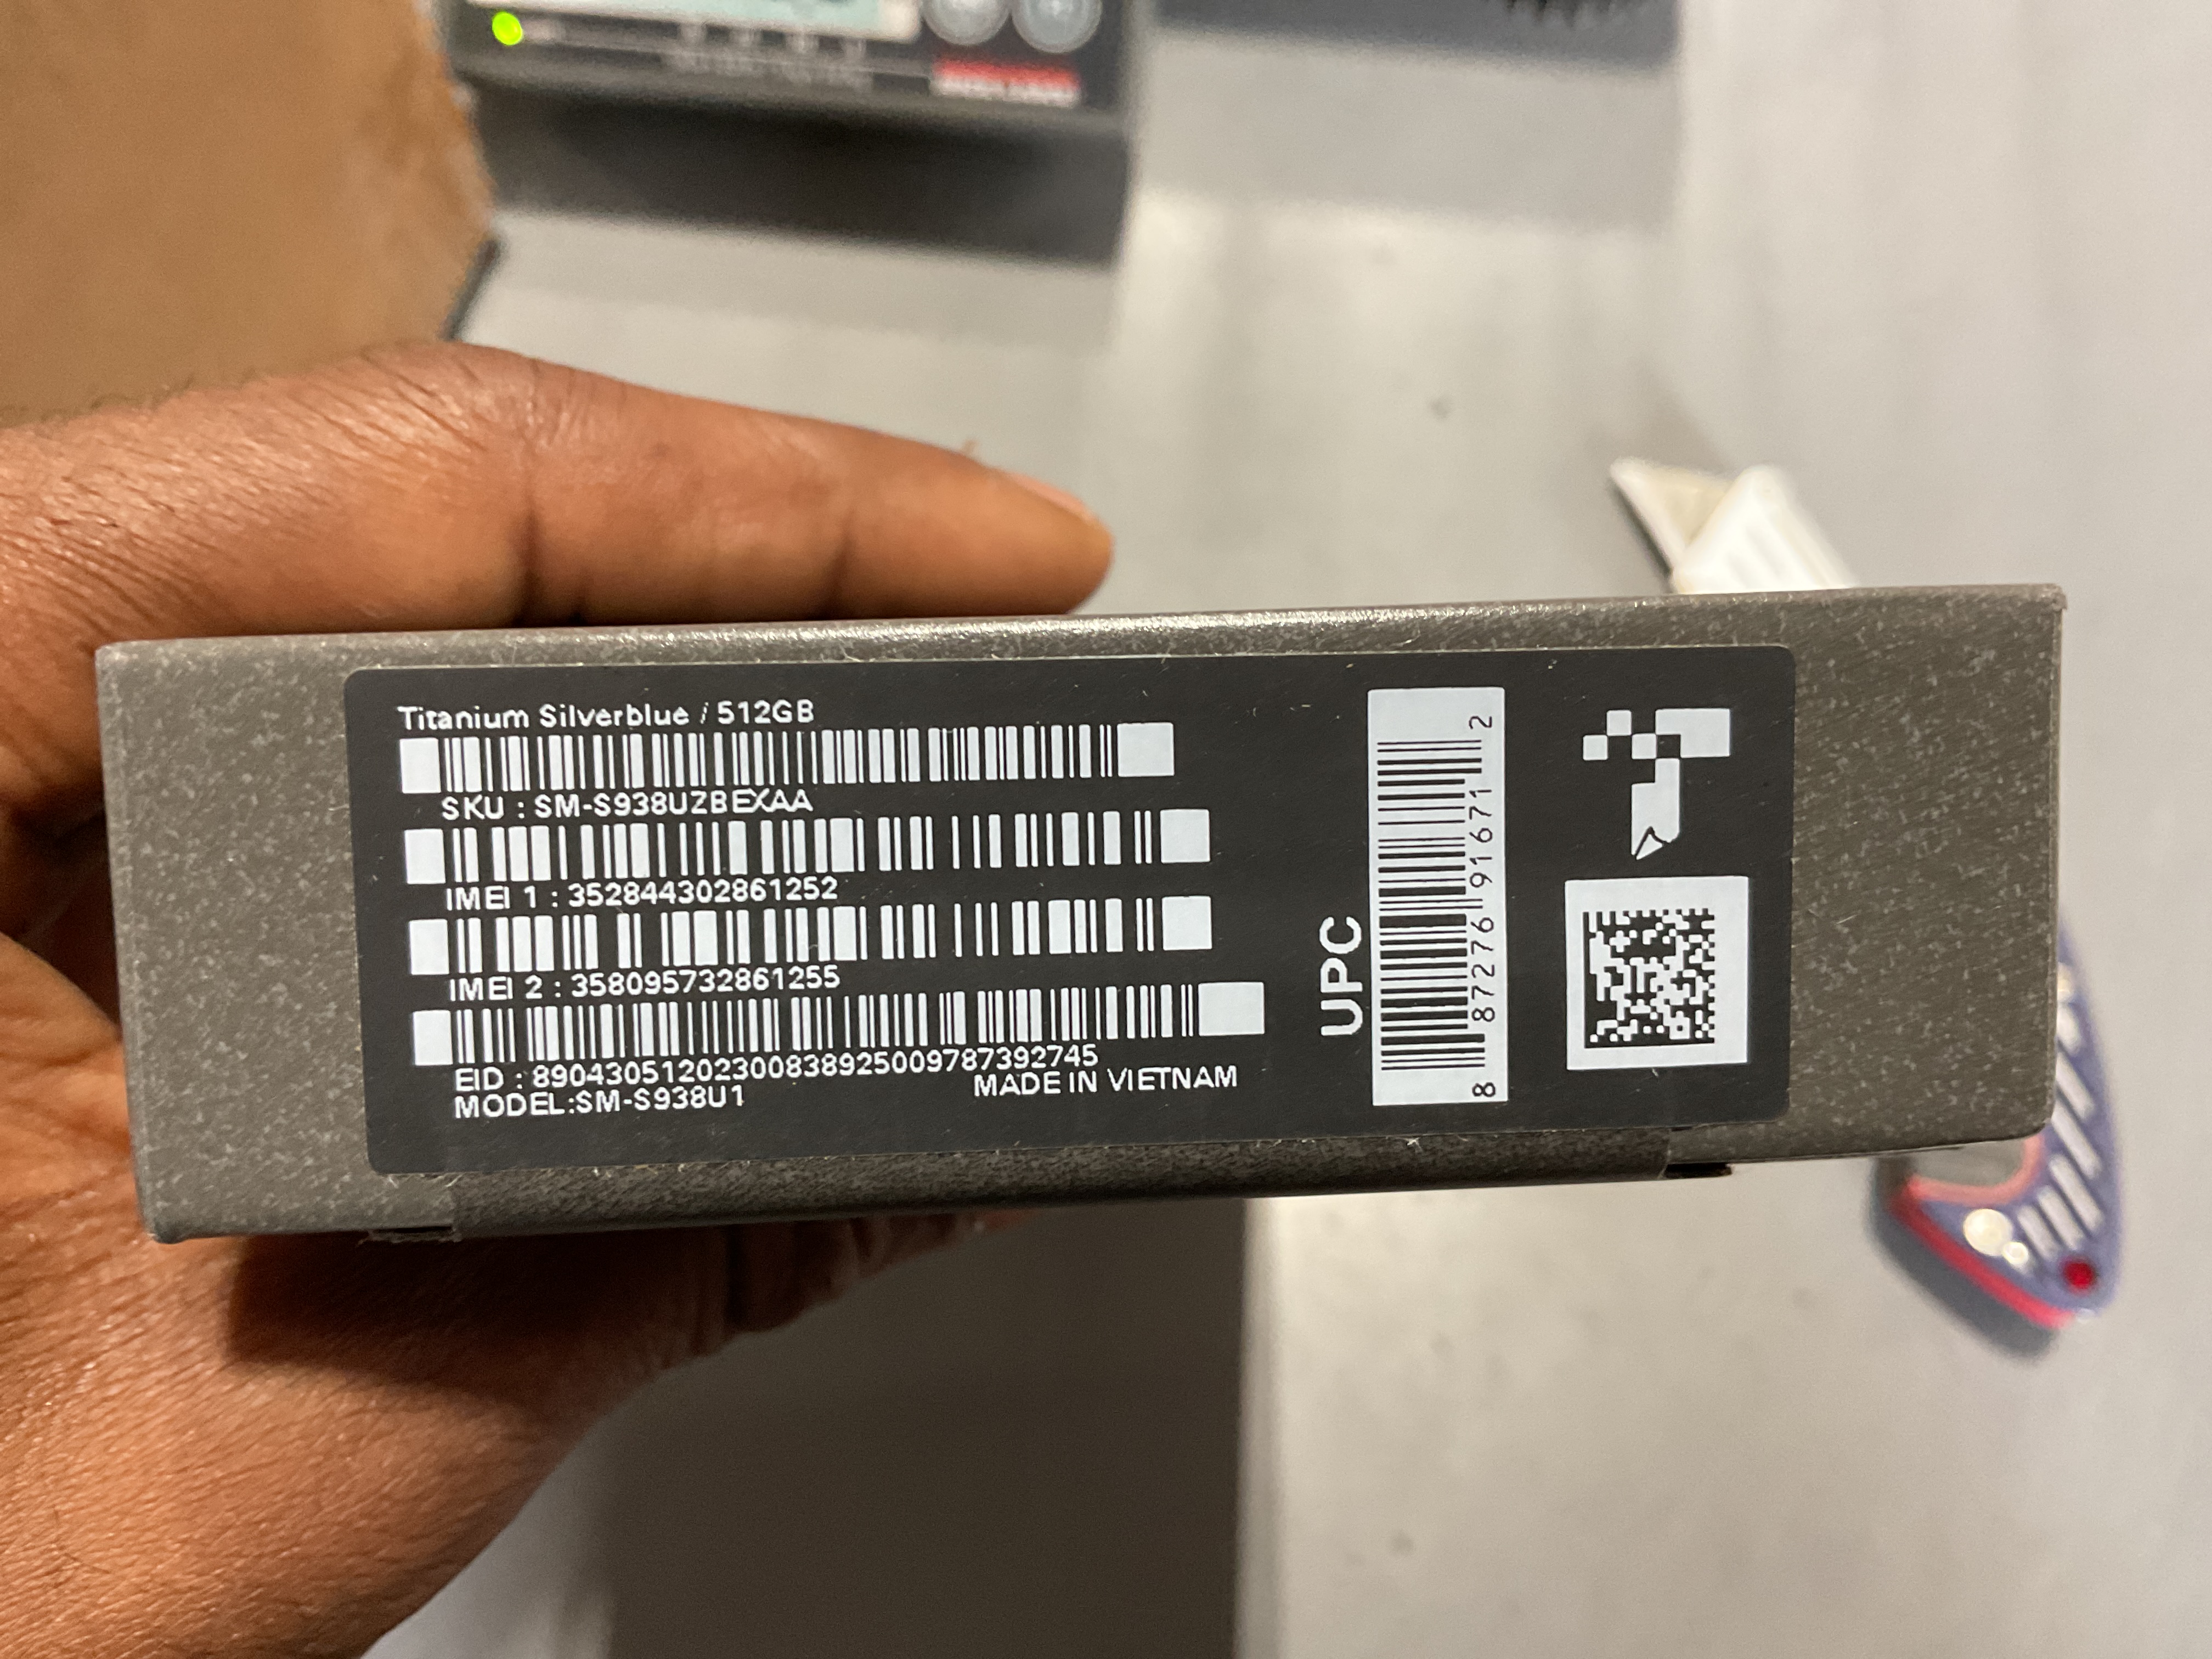 Titanium Silverblue / 512GB
SKU : SM-S938UZBEXAA
IMEI 1 : 352844302861252
IMEI 2 : 358095732861255
EID : 89043051202300838925009787392745
MODEL:SM-S938U1
MADE IN VIETNAM
UPC
8 87276 91671 2